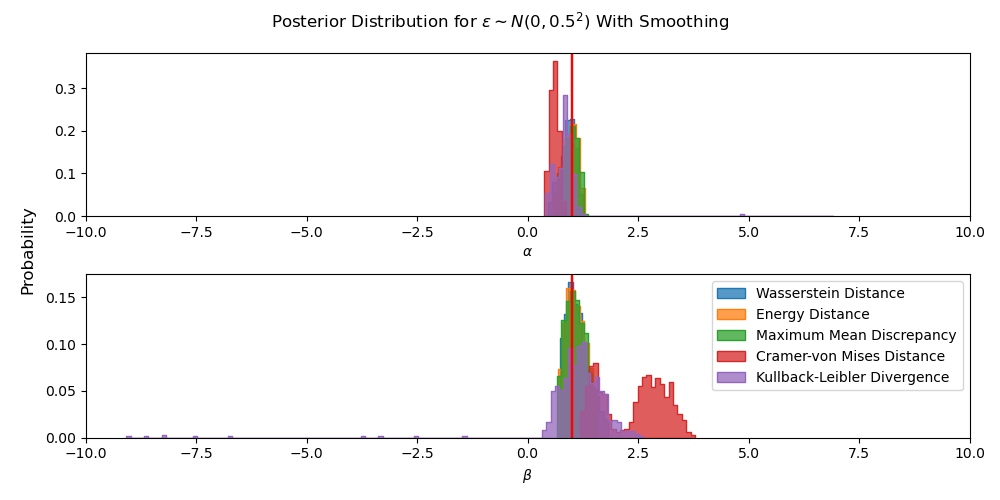 Posterior Distribution for ε ~ N(0, 0.5²) With Smoothing
Probability
0.3
0.2
0.1
0.0
−10.0 −7.5 −5.0 −2.5 0.0 2.5 5.0 7.5 10.0
α
0.15
0.10
0.05
0.00
Wasserstein Distance
Energy Distance
Maximum Mean Discrepancy
Cramer-von Mises Distance
Kullback-Leibler Divergence
−10.0 −7.5 −5.0 −2.5 0.0 2.5 5.0 7.5 10.0
β